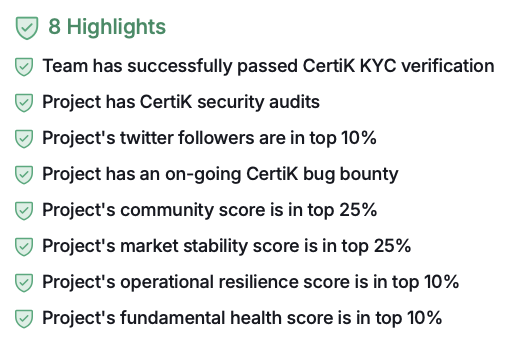 8 Highlights
Team has successfully passed CertiK KYC verification
Project has CertiK security audits
Project's twitter followers are in top 10%
Project has an on-going CertiK bug bounty
Project's community score is in top 25%
Project's market stability score is in top 25%
Project's operational resilience score is in top 10%
Project's fundamental health score is in top 10%